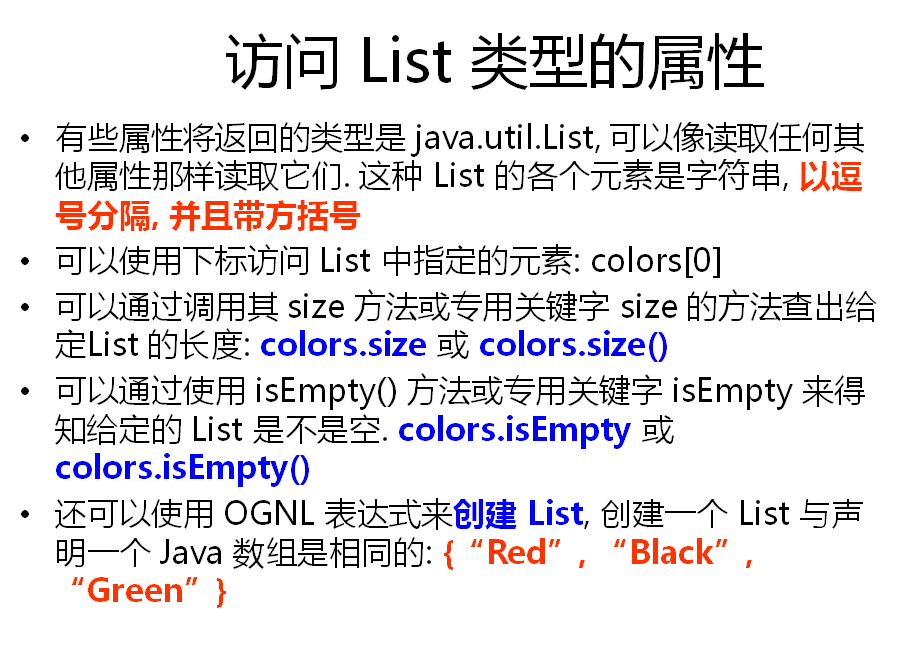 访问 List 类型的属性
• 有些属性将返回的类型是 java.util.List, 可以像读取任何其
他属性那样读取它们. 这种 List 的各个元素是字符串, 以逗
号分隔, 并且带方括号
• 可以使用下标访问 List 中指定的元素: colors[0]
• 可以通过调用其 size 方法或专用关键字 size 的方法查出给
定List 的长度: colors.size 或 colors.size()
• 可以通过使用 isEmpty() 方法或专用关键字 isEmpty 来得
知给定的 List 是不是空. colors.isEmpty 或
colors.isEmpty()
• 还可以使用 OGNL 表达式来创建 List, 创建一个 List 与声
明一个 Java 数组是相同的: {“Red”, “Black”,
“Green”}